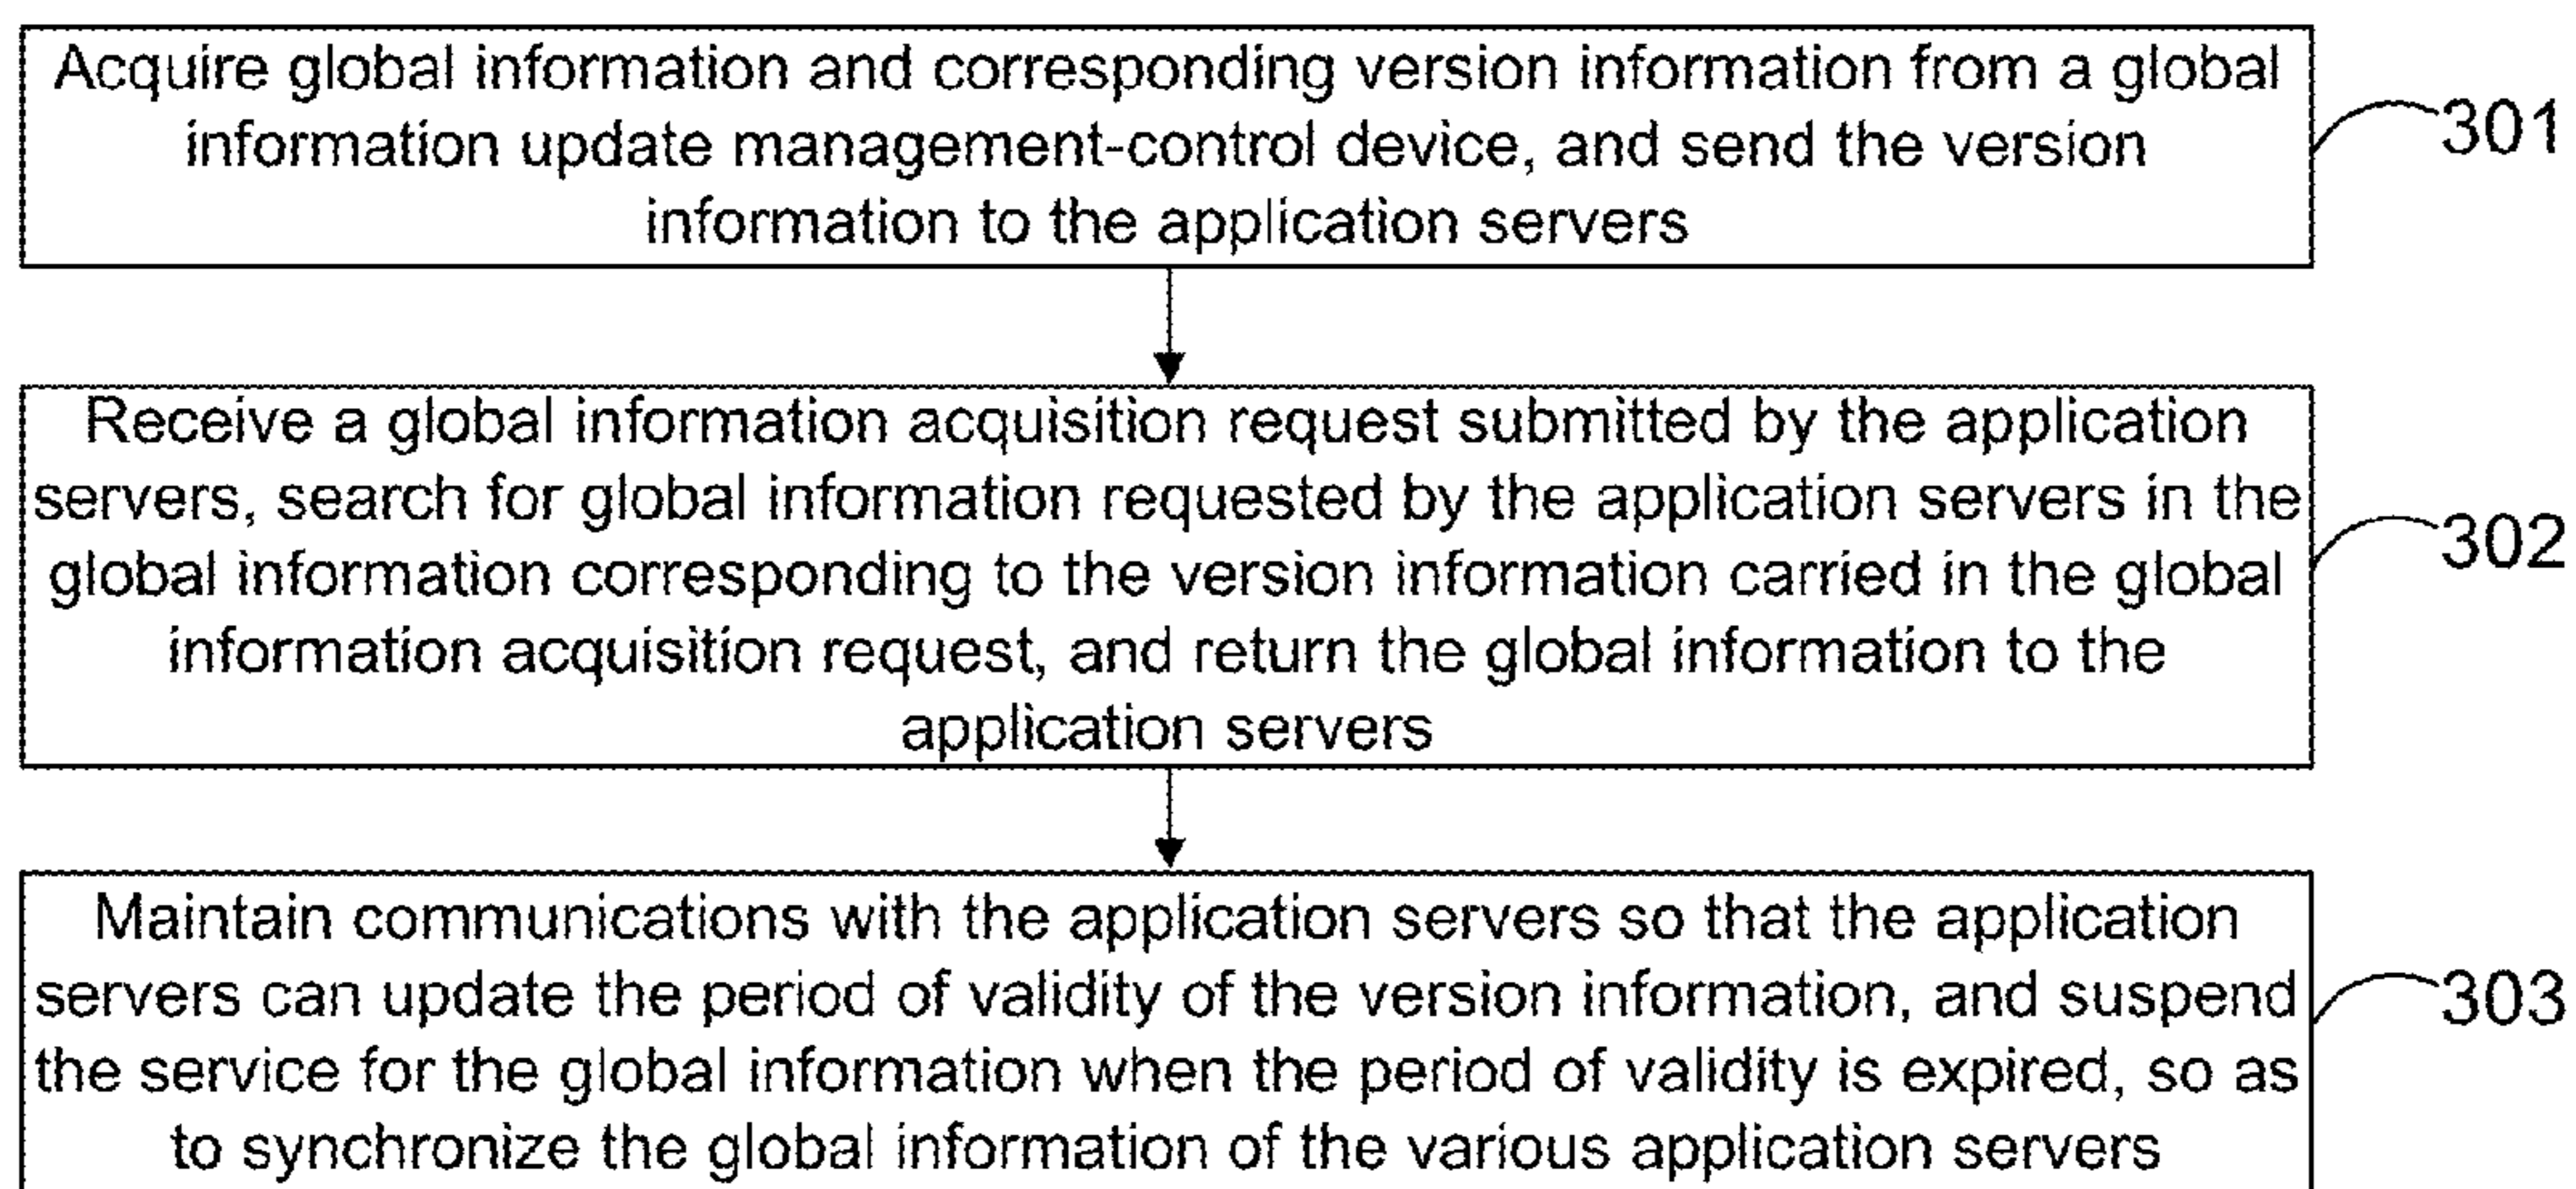 Acquire global information and corresponding version information from a global
information update management-control device, and send the version
information to the application servers
301
Receive a global information acquisition request submitted by the application
servers, search for global information requested by the application servers in the
global information corresponding to the version information carried in the global
information acquisition request, and return the global information to the
application servers
302
Maintain communications with the application servers so that the application
servers can update the period of validity of the version information, and suspend
the service for the global information when the period of validity is expired, so as
to synchronize the global information of the various application servers
303